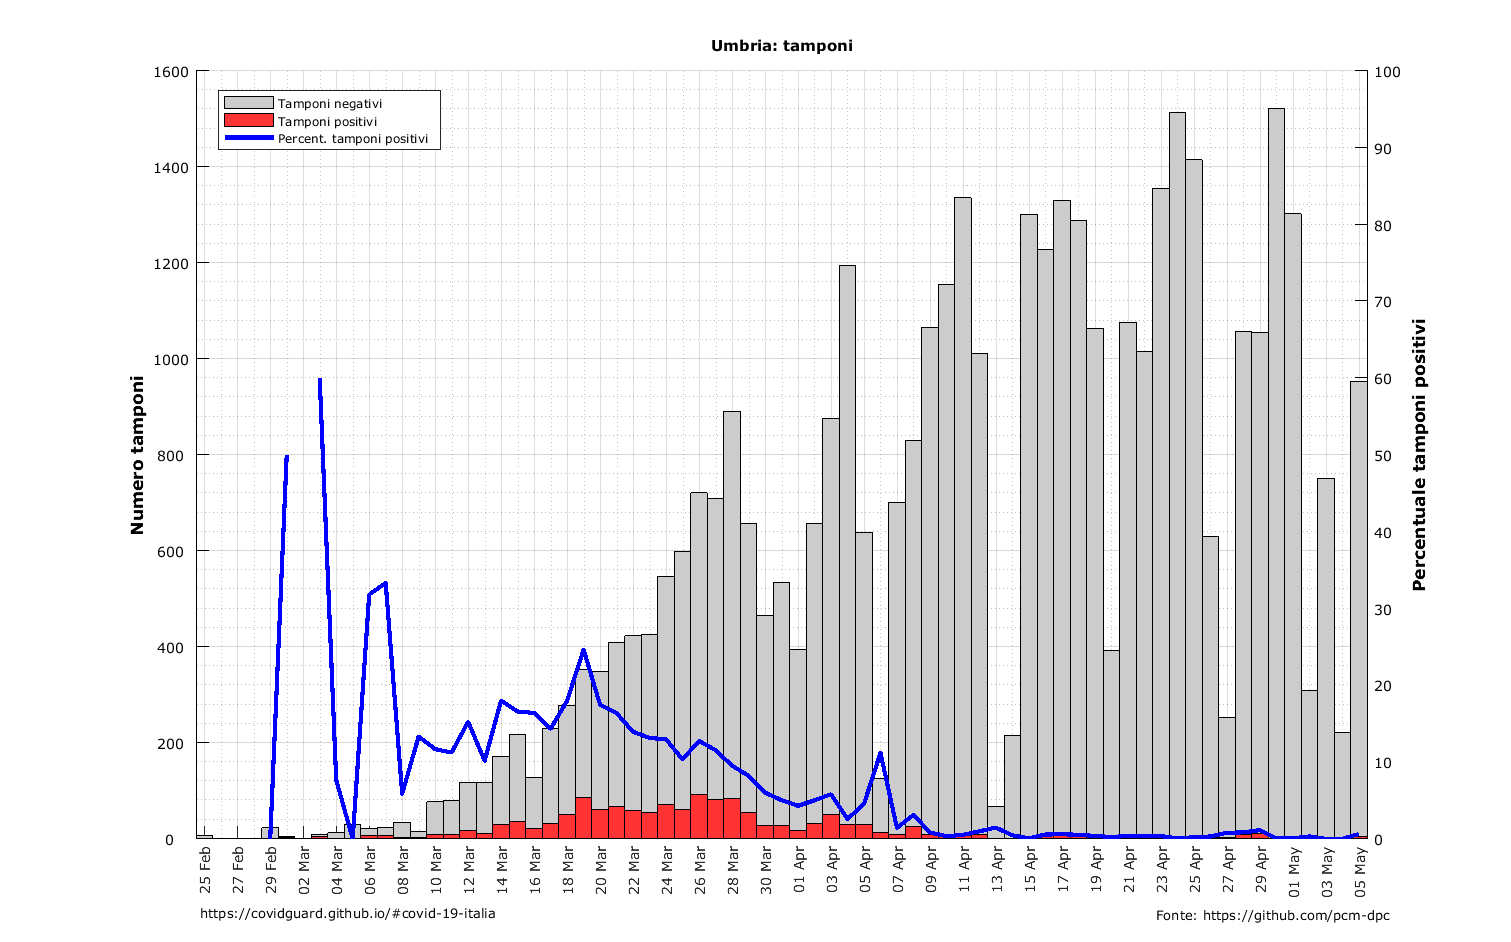 Umbria: tamponi
Tamponi negativi
Tamponi positivi
Percent. tamponi positivi
Numero tamponi
1600
1400
1200
1000
800
600
400
200
0
Percentuale tamponi positivi
100
90
80
70
60
50
40
30
20
10
0
25 Feb
27 Feb
29 Feb
02 Mar
04 Mar
06 Mar
08 Mar
10 Mar
12 Mar
14 Mar
16 Mar
18 Mar
20 Mar
22 Mar
24 Mar
26 Mar
28 Mar
30 Mar
01 Apr
03 Apr
05 Apr
07 Apr
09 Apr
11 Apr
13 Apr
15 Apr
17 Apr
19 Apr
21 Apr
23 Apr
25 Apr
27 Apr
29 Apr
01 May
03 May
05 May
https://covidguard.github.io/#covid-19-italia
Fonte: https://github.com/pcm-dpc